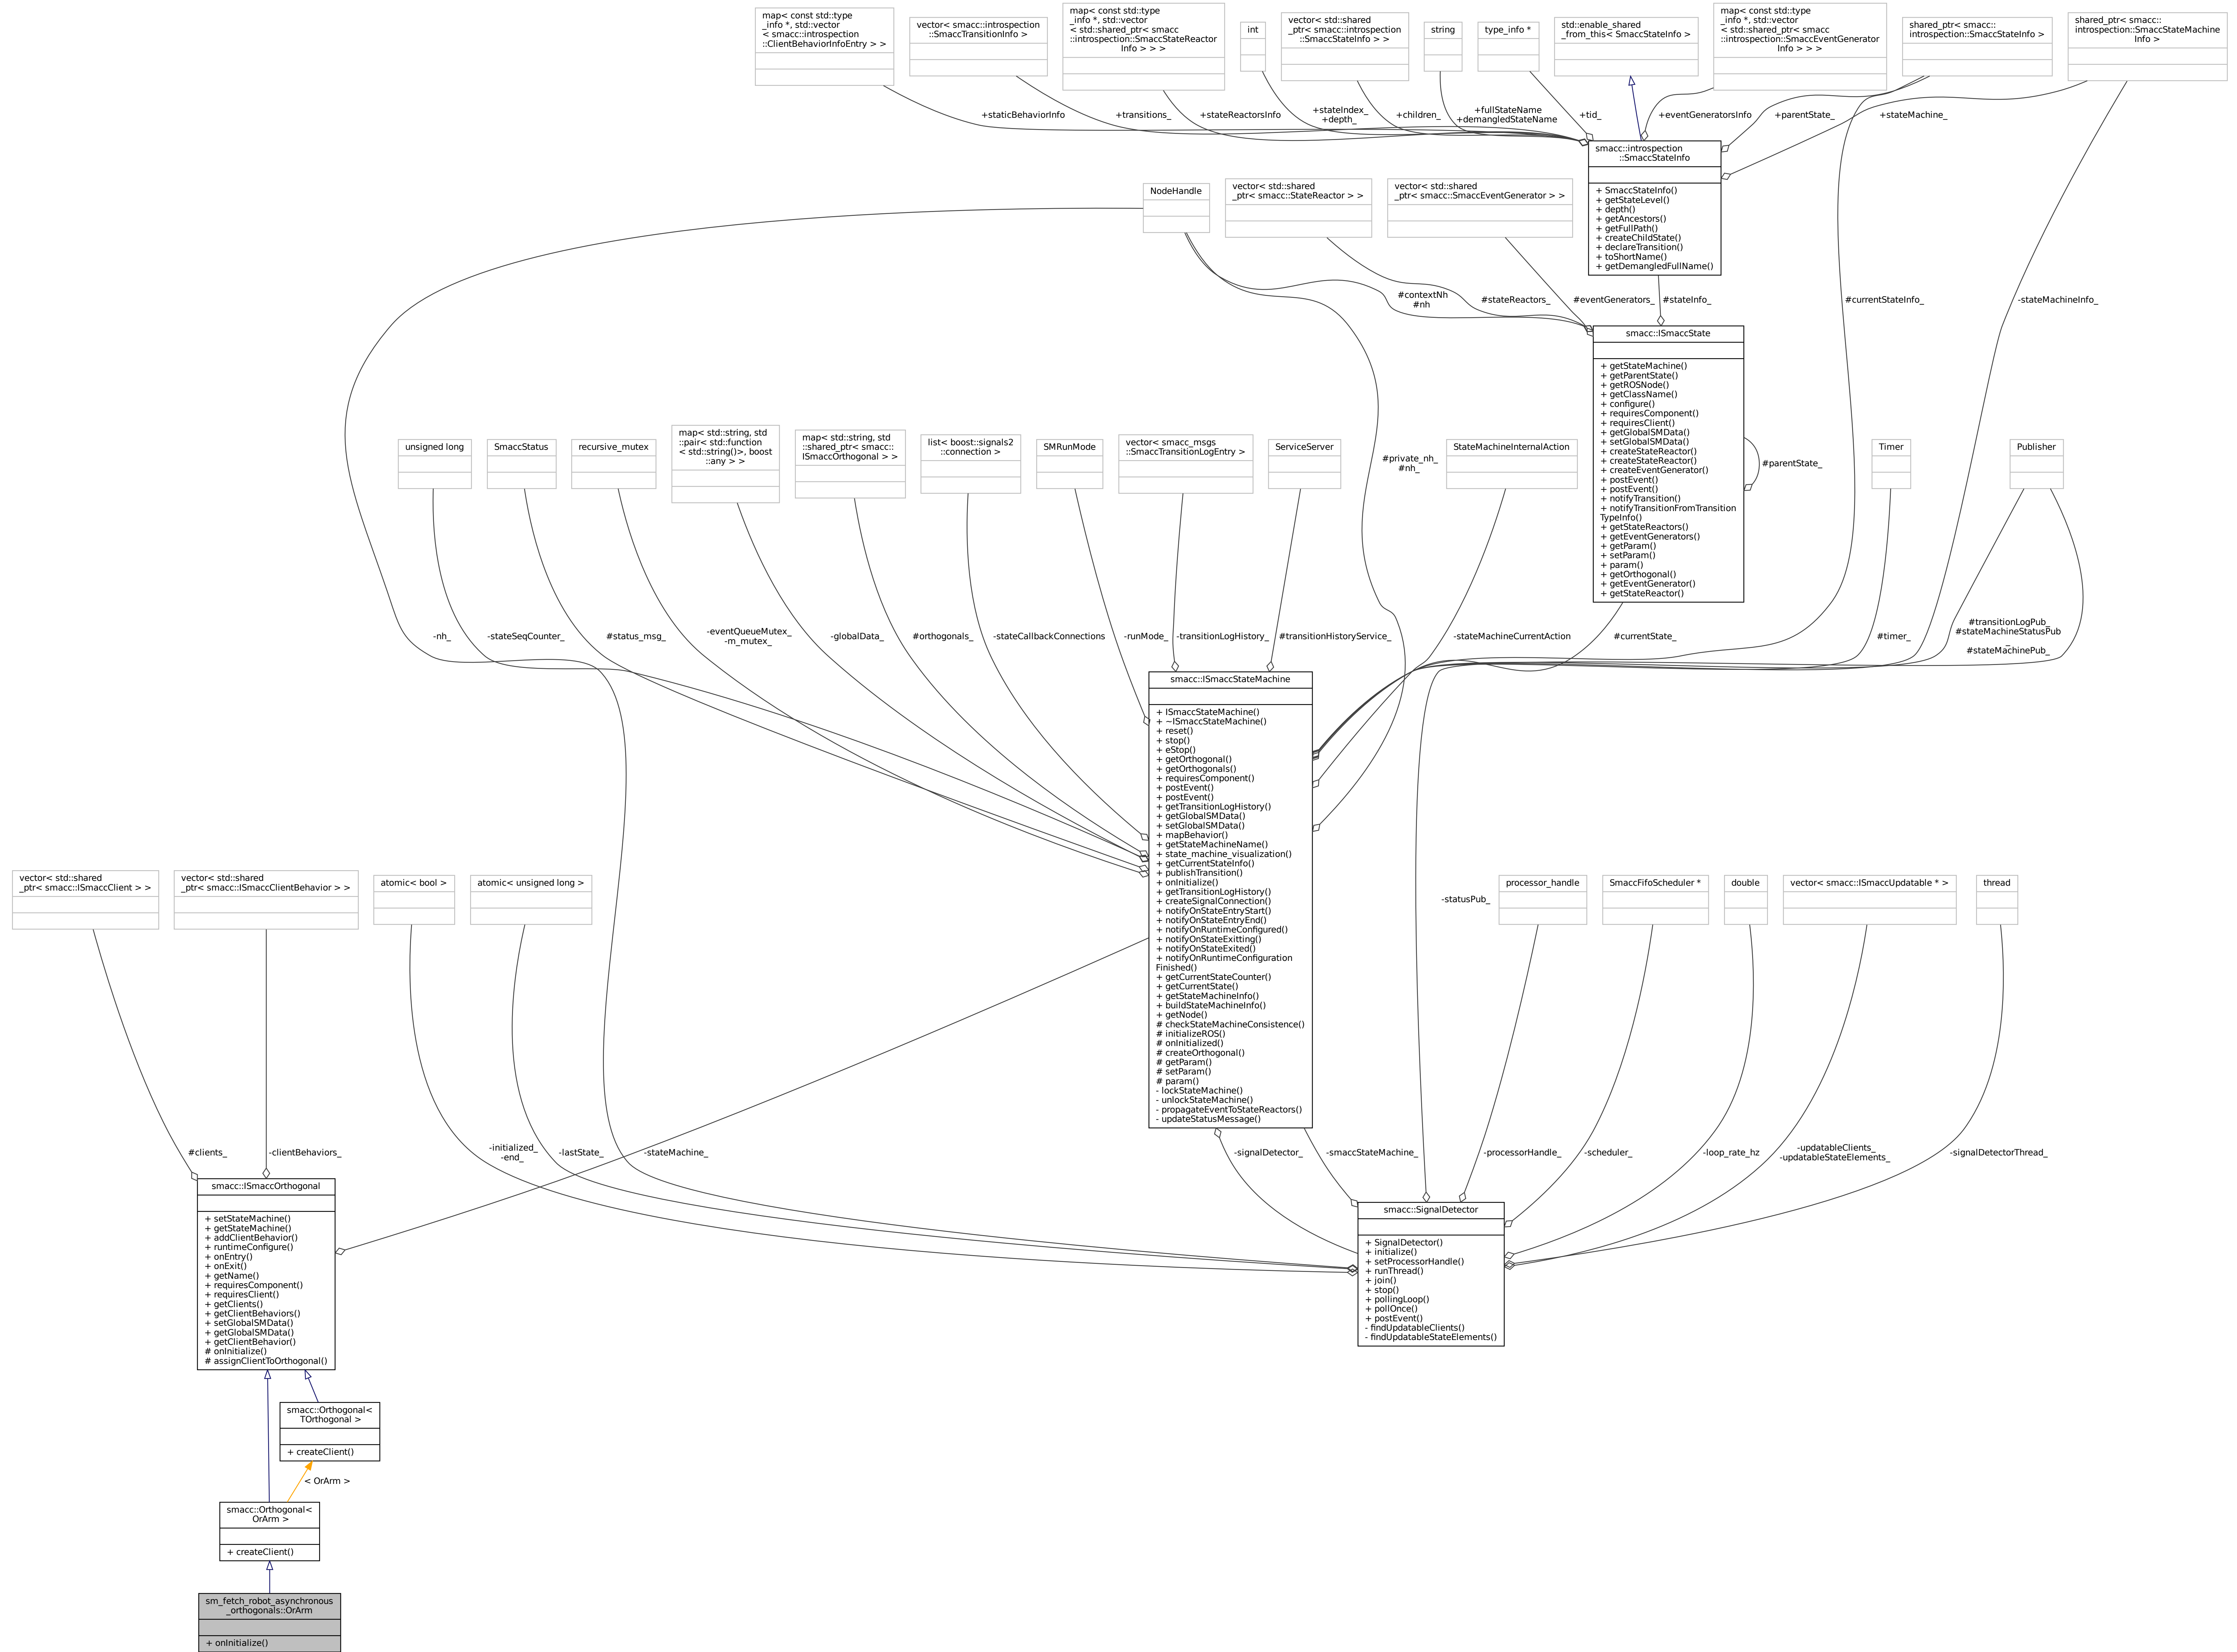 map< const std::type
_info *, std::vector
< smacc::introspection
::ClientBehaviorInfoEntry > >
vector< smacc::introspection
::SmaccTransitionInfo >
map< const std::type
_info *, std::vector
< std::shared_ptr< smacc
::introspection::SmaccStateReactor
Info > > >
int
vector< std::shared
_ptr< smacc::introspection
::SmaccStateInfo > >
string
type_info *
std::enable_shared
_from_this< SmaccStateInfo >
map< const std::type
_info *, std::vector
< std::shared_ptr< smacc
::introspection::SmaccEventGenerator
Info > > >
shared_ptr< smacc::
introspection::SmaccStateInfo >
shared_ptr< smacc::
introspection::SmaccStateMachine
Info >
+staticBehaviorInfo
+transitions_
+stateReactorsInfo
+stateIndex_
+depth_
+children_
+fullStateName
+demangledStateName
+tid_
+eventGeneratorsInfo
+parentState_
+stateMachine_
smacc::introspection
::SmaccStateInfo
+ SmaccStateInfo()
+ getStateLevel()
+ depth()
+ getAncestors()
+ getFullPath()
+ createChildState()
+ declareTransition()
+ toShortName()
+ getDemangledFullName()
NodeHandle
vector< std::shared
_ptr< smacc::StateReactor > >
vector< std::shared
_ptr< smacc::SmaccEventGenerator > >
#contextNh
#nh
#stateReactors_
#eventGenerators_
#stateInfo_
#currentStateInfo_
-stateMachineInfo_
smacc::ISmaccState
+ getStateMachine()
+ getParentState()
+ getROSNode()
+ getClassName()
+ configure()
+ requiresComponent()
+ requiresClient()
+ getGlobalSMData()
+ setGlobalSMData()
+ createStateReactor()
+ createStateReactor()
+ createEventGenerator()
+ postEvent()
+ postEvent()
+ notifyTransition()
+ notifyTransitionFromTransition
TypeInfo()
+ getStateReactors()
+ getEventGenerators()
+ getParam()
+ setParam()
+ param()
+ getOrthogonal()
+ getEventGenerator()
+ getStateReactor()
#parentState_
unsigned long
SmaccStatus
recursive_mutex
map< std::string, std
::pair< std::function
< std::string()>, boost
::any > >
map< std::string, std
::shared_ptr< smacc::
ISmaccOrthogonal > >
list< boost::signals2
::connection >
SMRunMode
vector< smacc_msgs
::SmaccTransitionLogEntry >
ServiceServer
#private_nh_
#nh_
StateMachineInternalAction
Timer
Publisher
-nh_
-stateSeqCounter_
#status_msg_
-eventQueueMutex_
-m_mutex_
-globalData_
#orthogonals_
-stateCallbackConnections
-runMode_
-transitionLogHistory_
#transitionHistoryService_
-stateMachineCurrentAction
#currentState_
#timer_
#transitionLogPub_
#stateMachineStatusPub
_
#stateMachinePub_
smacc::ISmaccStateMachine
+ ISmaccStateMachine()
+ ~ISmaccStateMachine()
+ reset()
+ stop()
+ eStop()
+ getOrthogonal()
+ getOrthogonals()
+ requiresComponent()
+ postEvent()
+ postEvent()
+ getTransitionLogHistory()
+ getGlobalSMData()
+ setGlobalSMData()
+ mapBehavior()
+ getStateMachineName()
+ state_machine_visualization()
+ getCurrentStateInfo()
+ publishTransition()
+ onInitialize()
+ getTransitionLogHistory()
+ createSignalConnection()
+ notifyOnStateEntryStart()
+ notifyOnStateEntryEnd()
+ notifyOnRuntimeConfigured()
+ notifyOnStateExitting()
+ notifyOnStateExited()
+ notifyOnRuntimeConfiguration
Finished()
+ getCurrentStateCounter()
+ getCurrentState()
+ getStateMachineInfo()
+ buildStateMachineInfo()
+ getNode()
# checkStateMachineConsistence()
# initializeROS()
# onInitialized()
# createOrthogonal()
# getParam()
# setParam()
# param()
- lockStateMachine()
- unlockStateMachine()
- propagateEventToStateReactors()
- updateStatusMessage()
vector< std::shared
_ptr< smacc::ISmaccClient > >
vector< std::shared
_ptr< smacc::ISmaccClientBehavior > >
atomic< bool >
atomic< unsigned long >
-statusPub_
processor_handle
SmaccFifoScheduler *
double
vector< smacc::ISmaccUpdatable * >
thread
#clients_
-clientBehaviors_
-initialized_
-end_
-lastState_
-stateMachine_
-signalDetector_
-smaccStateMachine_
-processorHandle_
-scheduler_
-loop_rate_hz
-updatableClients_
-updatableStateElements_
-signalDetectorThread_
smacc::ISmaccOrthogonal
+ setStateMachine()
+ getStateMachine()
+ addClientBehavior()
+ runtimeConfigure()
+ onEntry()
+ onExit()
+ getName()
+ requiresComponent()
+ requiresClient()
+ getClients()
+ getClientBehaviors()
+ setGlobalSMData()
+ getGlobalSMData()
+ getClientBehavior()
# onInitialize()
# assignClientToOrthogonal()
smacc::SignalDetector
+ SignalDetector()
+ initialize()
+ setProcessorHandle()
+ runThread()
+ join()
+ stop()
+ pollingLoop()
+ pollOnce()
+ postEvent()
- findUpdatableClients()
- findUpdatableStateElements()
smacc::Orthogonal<
TOrthogonal >
+ createClient()
< OrArm >
smacc::Orthogonal<
OrArm >
+ createClient()
sm_fetch_robot_asynchronous
_orthogonals::OrArm
+ onInitialize()